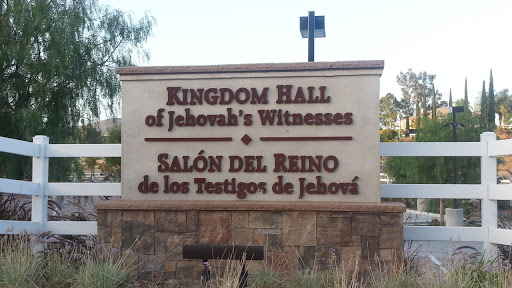 KINGDOM HALL
of Jehovah's Witnesses
SALÓN DEL REINO
de los Testigos de Jehová